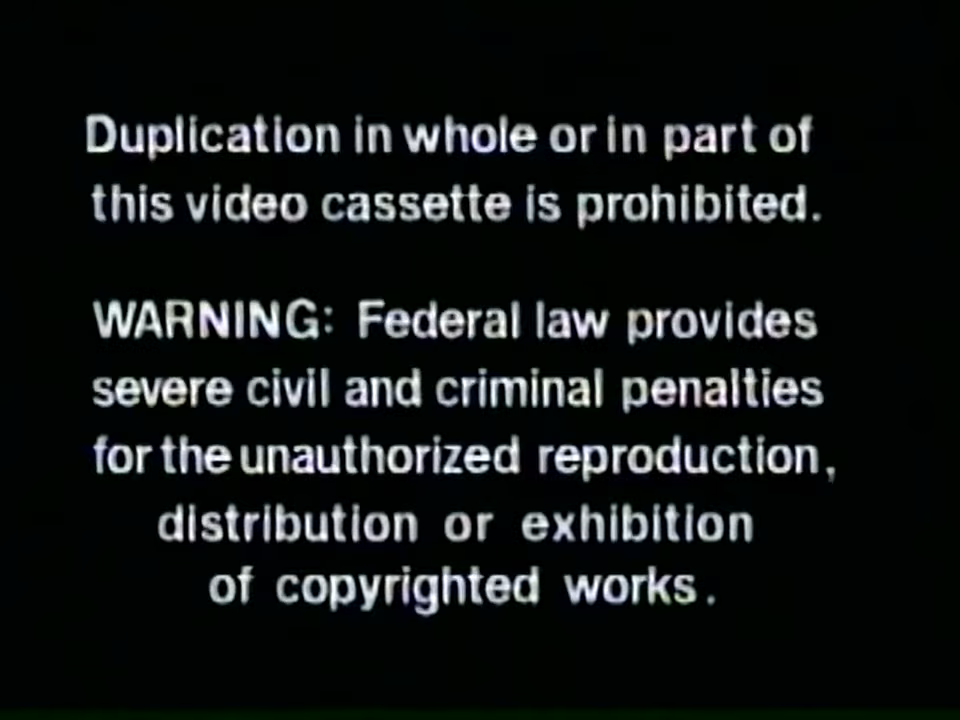 Duplication in whole or in part of
this video cassette is prohibited.
WARNING: Federal law provides
severe civil and criminal penalties
for the unauthorized reproduction,
distribution or exhibition
of copyrighted works.